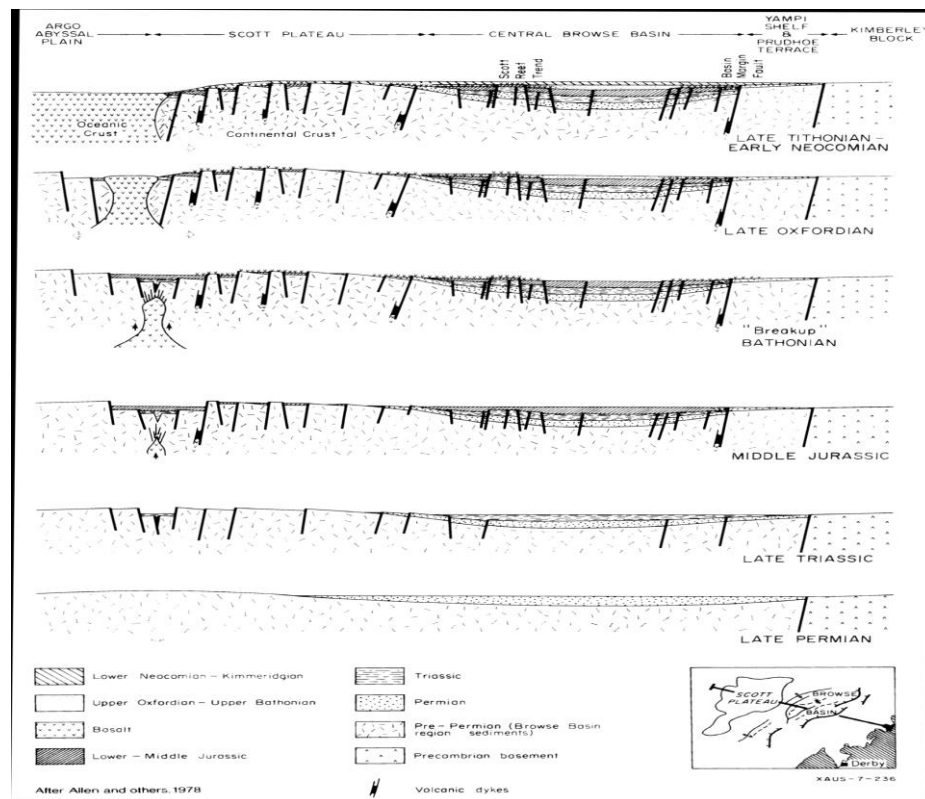 ARGO ABYSSAL PLAIN
SCOTT PLATEAU
CENTRAL BROWSE BASIN
YAMPI SHELF & PRUDHOE TERRACE
KIMBERLEY BLOCK
Scott Reef Trend
Basin Margin Fault
Oceanic Crust
Continental Crust
LATE TITHONIAN –
EARLY NEOCOMIAN
LATE OXFORDIAN
"Breakup"
BATHONIAN
MIDDLE JURASSIC
LATE TRIASSIC
LATE PERMIAN
Lower Neocomian – Kimmeridgian
Upper Oxfordian – Upper Bathonian
Basalt
Lower – Middle Jurassic
Triassic
Permian
Pre-Permian (Browse Basin
region sediments)
Precambrian basement
Volcanic dykes
SCOTT
PLATEAU
BROWSE
BASIN
Derby
XAUS-7-236
After Allen and others, 1978